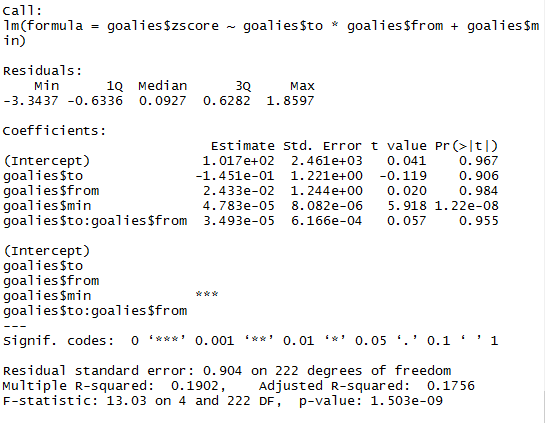 Call:
lm(formula = goalies$zscore ~ goalies$to * goalies$from + goalies$m
in)
Residuals:
    Min      1Q  Median      3Q     Max
-3.3437 -0.6336  0.0927  0.6282  1.8597
Coefficients:
                          Estimate Std. Error t value Pr(>|t|)
(Intercept)              1.017e+02  2.461e+03   0.041    0.967
goalies$to              -1.451e-01  1.221e+00  -0.119    0.906
goalies$from             2.433e-02  1.244e+00   0.020    0.984
goalies$min              4.783e-05  8.082e-06   5.918 1.22e-08
goalies$to:goalies$from  3.493e-05  6.166e-04   0.057    0.955
(Intercept)
goalies$to
goalies$from
goalies$min             ***
goalies$to:goalies$from
---
Signif. codes:  0 ‘***’ 0.001 ‘**’ 0.01 ‘*’ 0.05 ‘.’ 0.1 ‘ ’ 1
Residual standard error: 0.904 on 222 degrees of freedom
Multiple R-squared:  0.1902,    Adjusted R-squared:  0.1756
F-statistic: 13.03 on 4 and 222 DF,  p-value: 1.503e-09